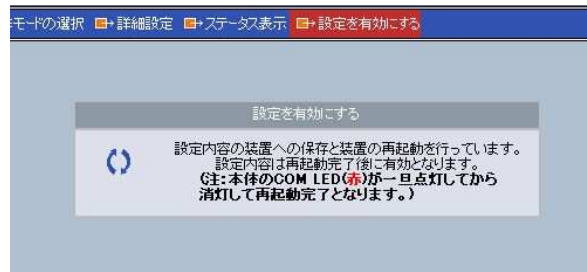 モードの選択 詳細設定 ステータス表示 設定を有効にする
設定を有効にする
設定内容の装置への保存と装置の再起動を行っています。
設定内容は再起動完了後に有効となります。
(注:本体のCOM LED(赤)が一旦点灯してから
消灯して再起動完了となります。)